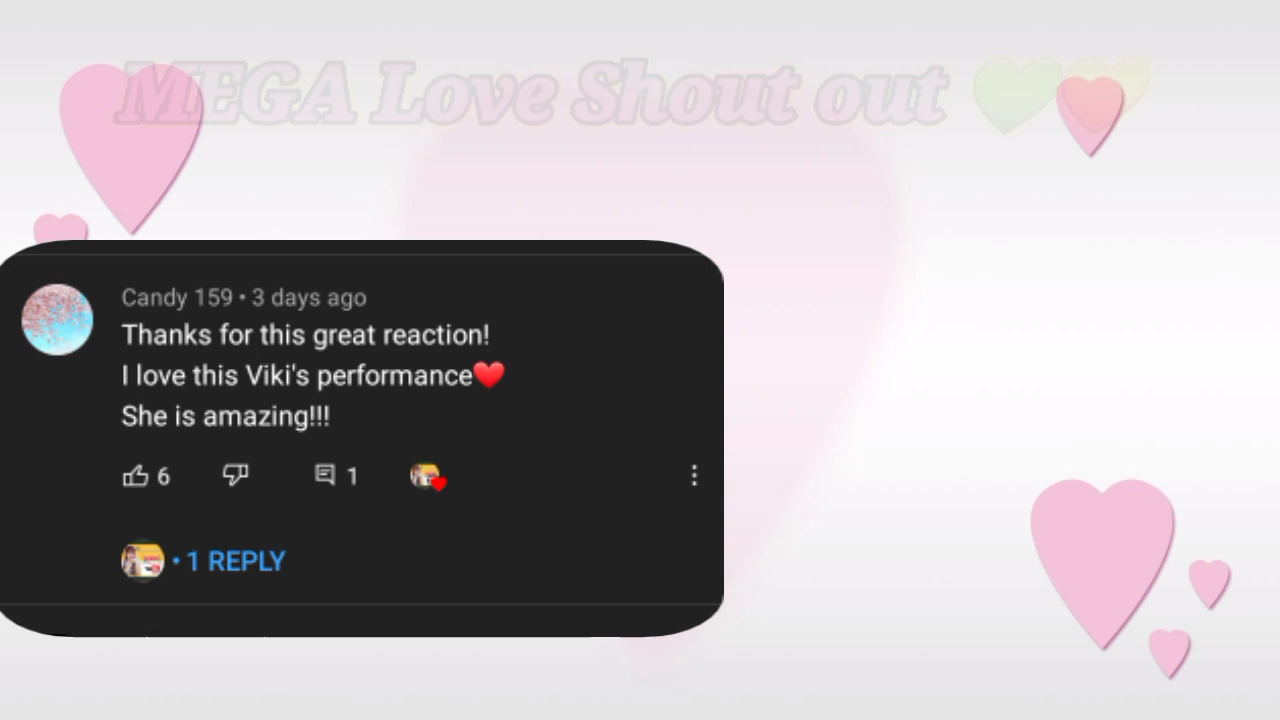 MEGA Love Shout out 💚💛
Candy 159 • 3 days ago
Thanks for this great reaction!
I love this Viki's performance❤️
She is amazing!!!
6 1
• 1 REPLY